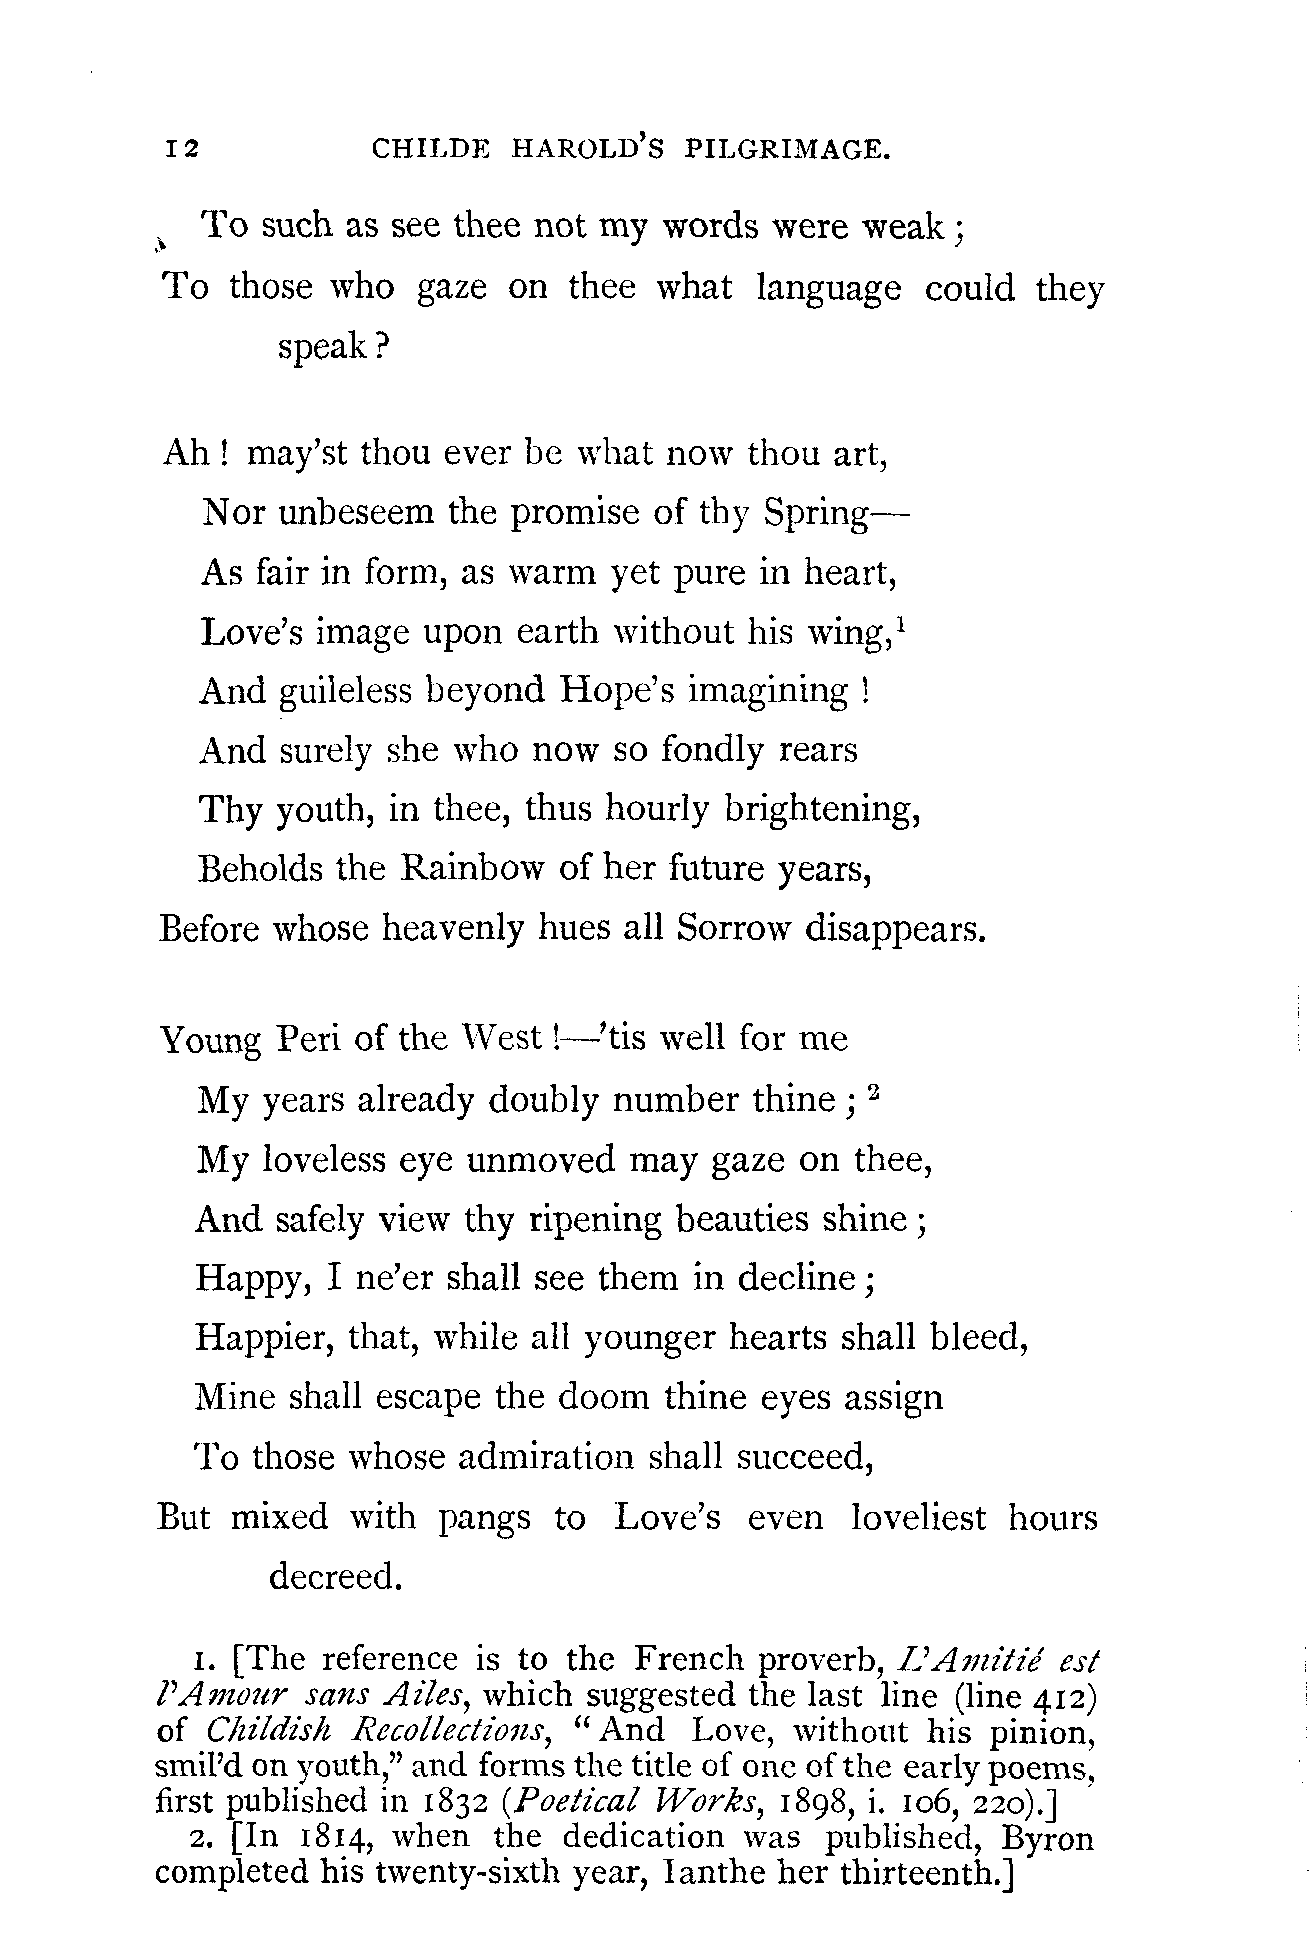 12 CHILDE HAROLD'S PILGRIMAGE.
To such as see thee not my words were weak ;
To those who gaze on thee what language could they
speak ?
Ah ! may'st thou ever be what now thou art,
Nor unbeseem the promise of thy Spring—
As fair in form, as warm yet pure in heart,
Love's image upon earth without his wing,¹
And guileless beyond Hope's imagining !
And surely she who now so fondly rears
Thy youth, in thee, thus hourly brightening,
Beholds the Rainbow of her future years,
Before whose heavenly hues all Sorrow disappears.
Young Peri of the West !—'tis well for me
My years already doubly number thine ; ²
My loveless eye unmoved may gaze on thee,
And safely view thy ripening beauties shine ;
Happy, I ne'er shall see them in decline ;
Happier, that, while all younger hearts shall bleed,
Mine shall escape the doom thine eyes assign
To those whose admiration shall succeed,
But mixed with pangs to Love's even loveliest hours
decreed.
1. [The reference is to the French proverb, L'Amitié est
l'Amour sans Ailes, which suggested the last line (line 412)
of Childish Recollections, "And Love, without his pinion,
smil'd on youth," and forms the title of one of the early poems,
first published in 1832 (Poetical Works, 1898, i. 106, 220).]
2. [In 1814, when the dedication was published, Byron
completed his twenty-sixth year, Ianthe her thirteenth.]